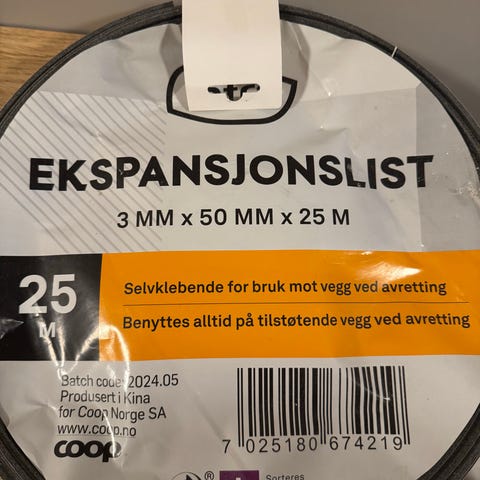 EKSPANSJONSLIST
3 MM x 50 MM x 25 M
25
M
Selvklebende for bruk mot vegg ved avretting
Benyttes alltid på tilstøtende vegg ved avretting
Batch code: 2024.05
Produsert i Kina
for Coop Norge SA
www.coop.no
coop
7 025180 674219
®
Sorteres